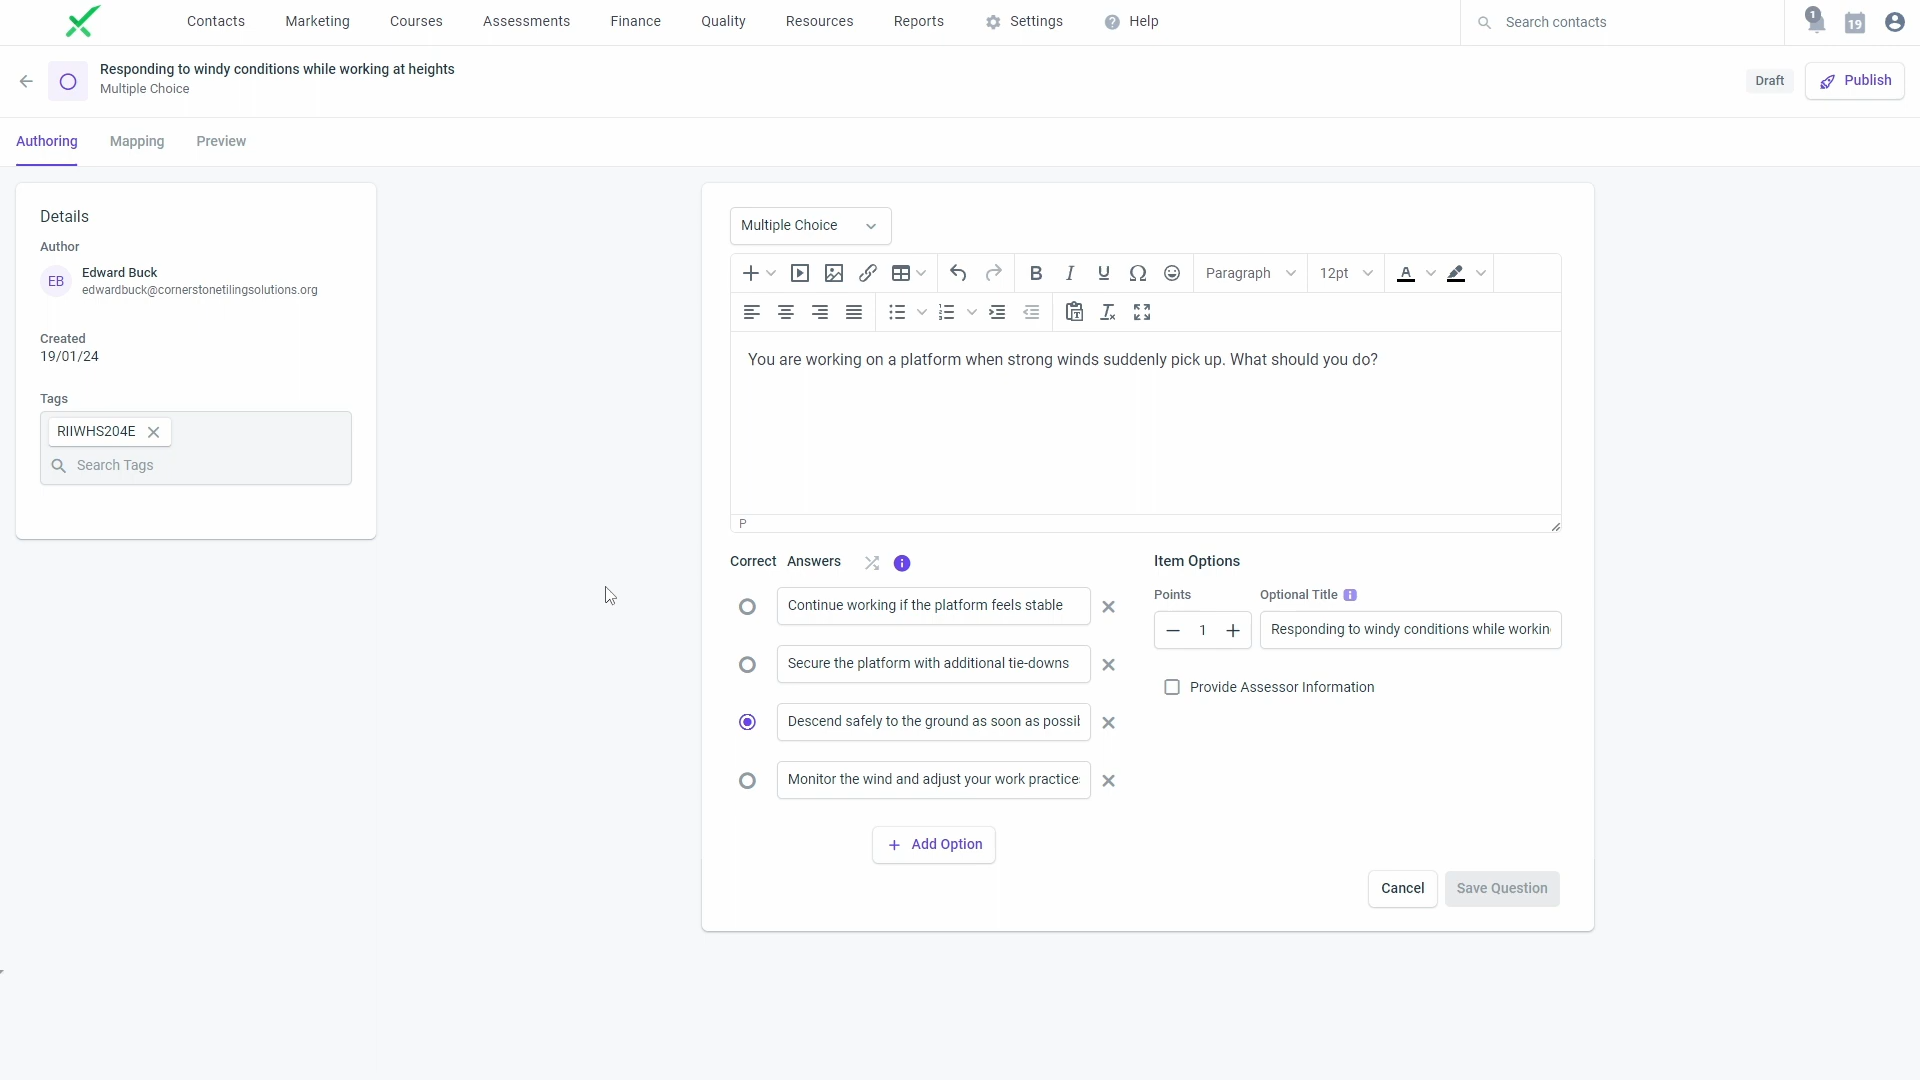 Contacts Marketing Courses Assessments Finance Quality Resources Reports Settings Help Search contacts 1 19
Responding to windy conditions while working at heights
Multiple Choice
Draft Publish
Authoring Mapping Preview
Details
Author
EB
Edward Buck
edwardbuck@cornerstonetilingsolutions.org
Created
19/01/24
Tags
RIIWHS204E
Search Tags
Multiple Choice
Paragraph 12pt
You are working on a platform when strong winds suddenly pick up. What should you do?
P
Correct Answers
Continue working if the platform feels stable
Secure the platform with additional tie-downs
Descend safely to the ground as soon as possib
Monitor the wind and adjust your work practices
Add Option
Item Options
Points Optional Title
1 Responding to windy conditions while workin
Provide Assessor Information
Cancel Save Question